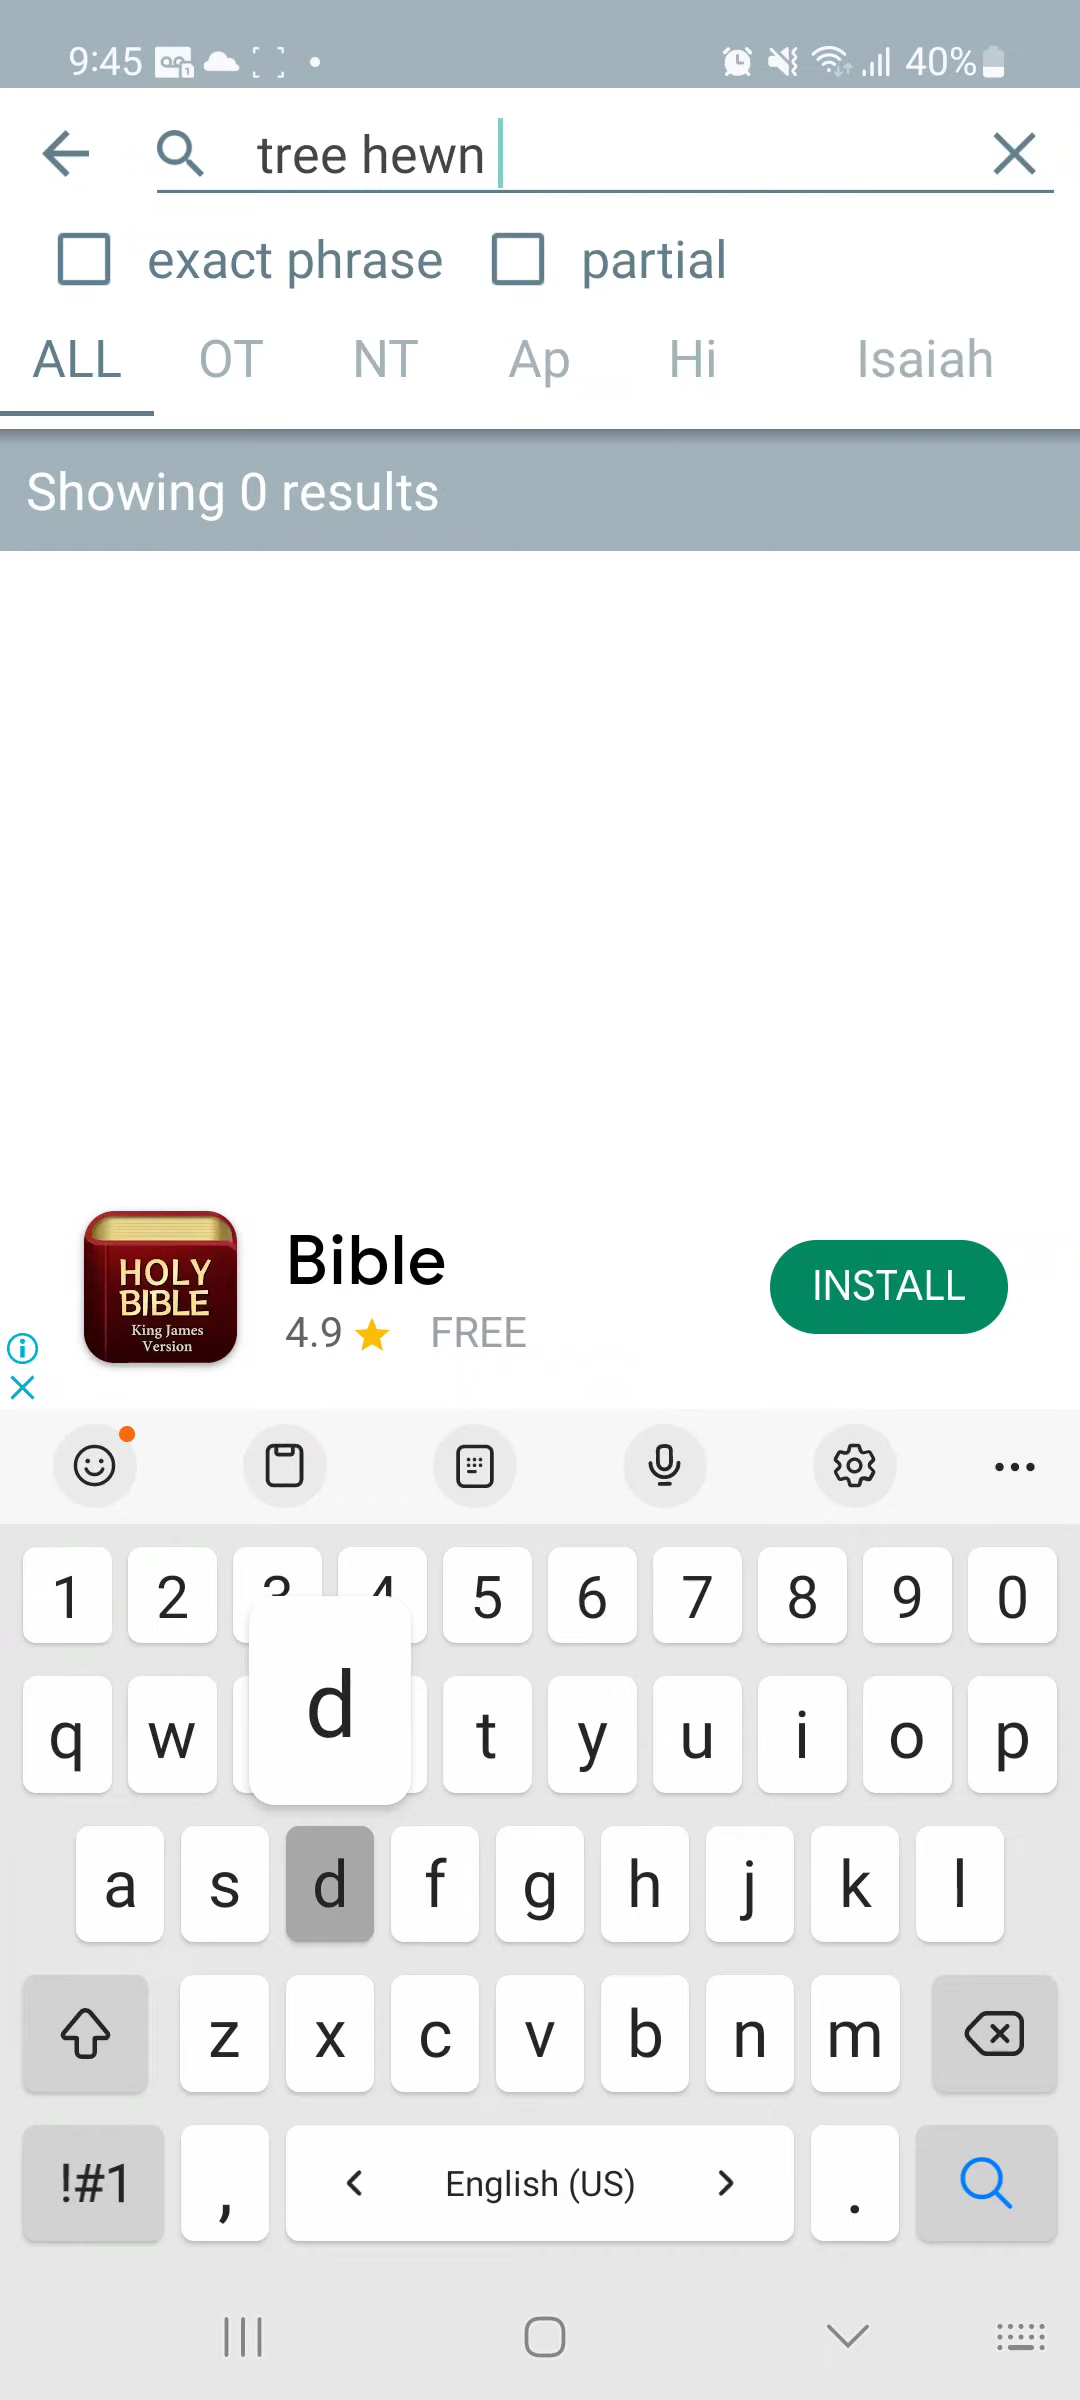 9:45 40%
tree hewn
exact phrase partial
ALL OT NT Ap Hi Isaiah
Showing 0 results
HOLY
BIBLE
King James
Version
Bible
4.9 FREE
INSTALL
1 2 3 4 5 6 7 8 9 0
q w t y u i o p
d
a s d f g h j k l
z x c v b n m
!#1 , English (US) .